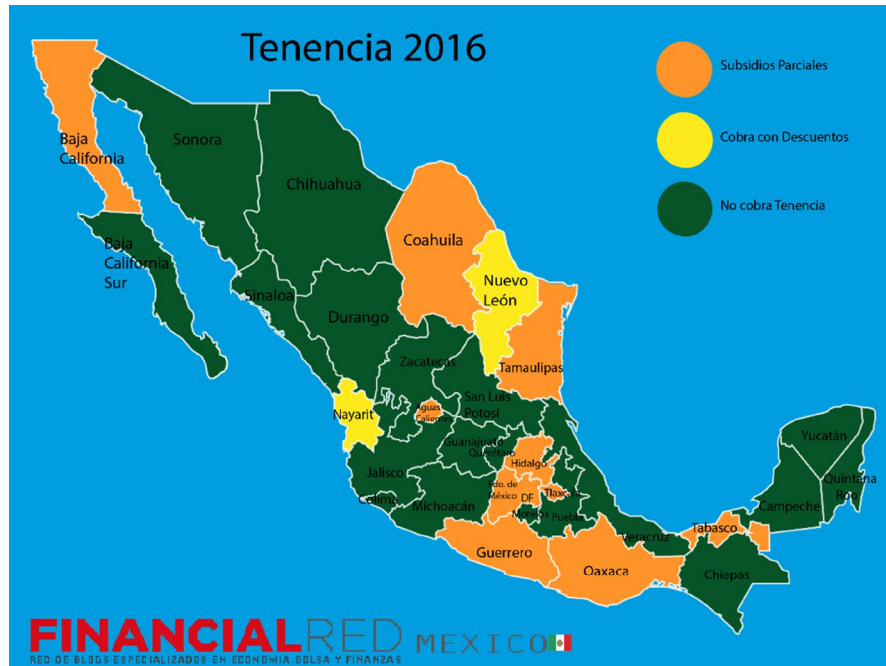 Tenencia 2016
Subsidios Parciales
Cobra con Descuentos
No cobra Tenencia
Baja
California
Sonora
Chihuahua
Coahuila
Nuevo
León
Baja
California
Sur
Sinaloa
Durango
Tamaulipas
Zacatecas
San Luis
Potosí
Nayarit
Aguas
Calientes
Guanajuato
Querétaro
Hidalgo
Jalisco
Edo. de
México
DF
Tlaxcala
Colima
Michoacán
Morelos
Puebla
Veracruz
Yucatán
Quintana
Roo
Campeche
Tabasco
Guerrero
Oaxaca
Chiapas
FINANCIALRED MEXICO
RED DE BLOGS ESPECIALIZADOS EN ECONOMÍA, BOLSA Y FINANZAS